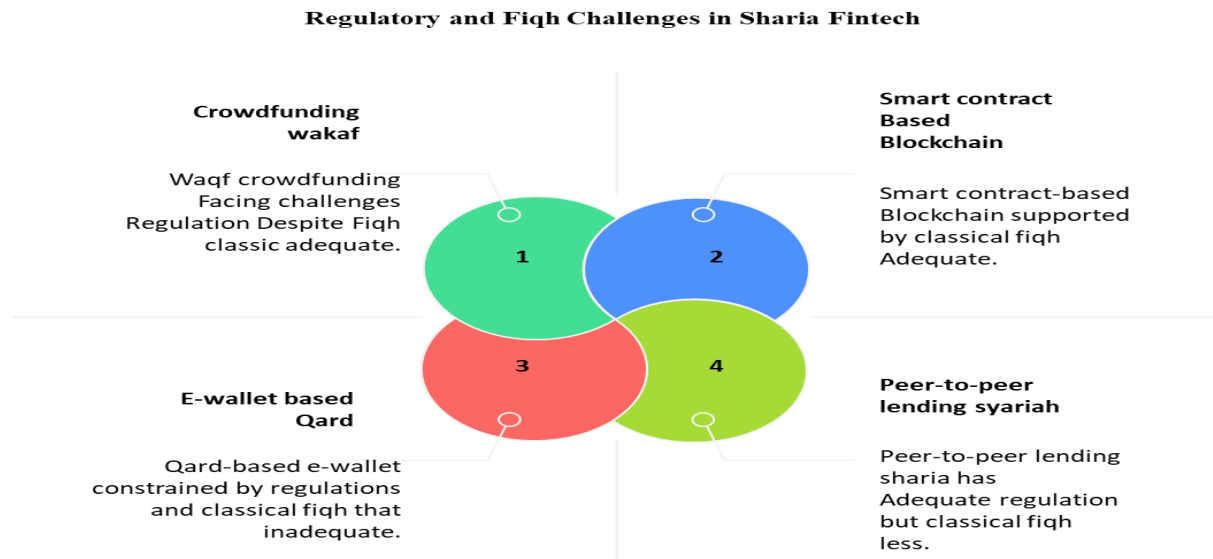 Regulatory and Fiqh Challenges in Sharia Fintech
Crowdfunding
wakaf
Waqf crowdfunding
Facing challenges
Regulation Despite Fiqh
classic adequate.
Smart contract
Based
Blockchain
Smart contract-based
Blockchain supported
by classical fiqh
Adequate.
1
2
3
4
E-wallet based
Qard
Qard-based e-wallet
constrained by regulations
and classical fiqh that
inadequate.
Peer-to-peer
lending syariah
Peer-to-peer lending
sharia has
Adequate regulation
but classical fiqh
less.